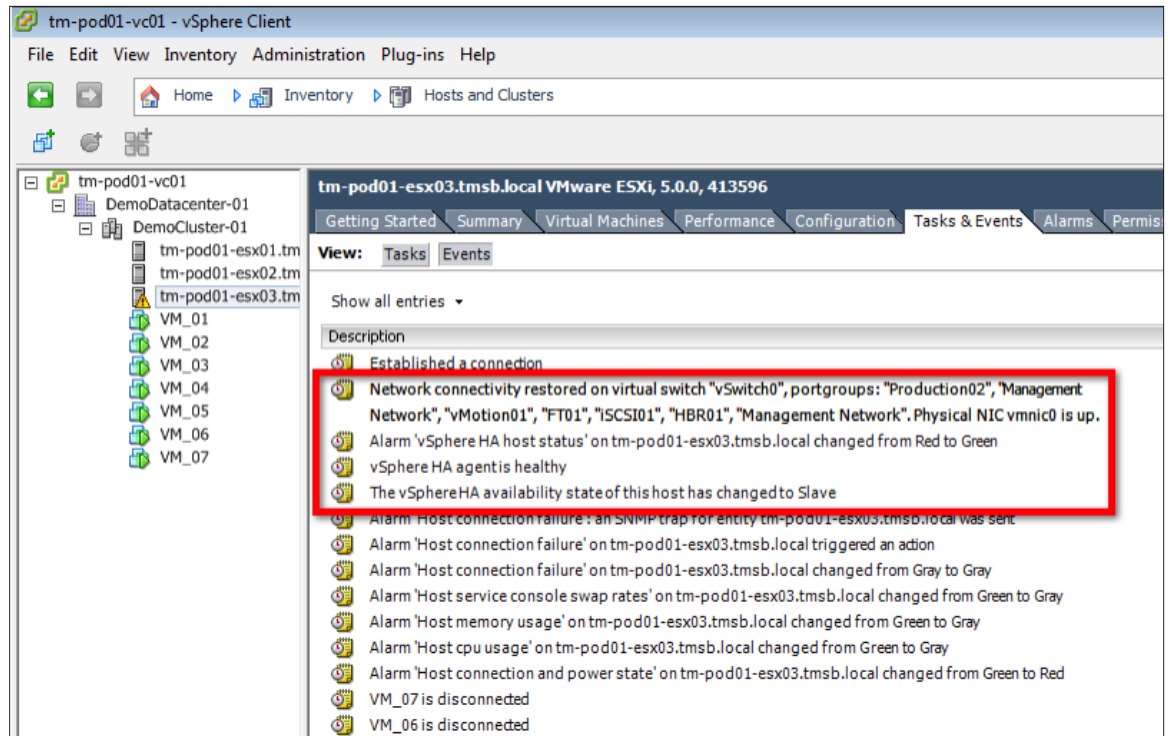 tm-pod01-vc01 - vSphere Client
File Edit View Inventory Administration Plug-ins Help
Home Inventory Hosts and Clusters
tm-pod01-vc01
DemoDatacenter-01
DemoCluster-01
tm-pod01-esx01.tm
tm-pod01-esx02.tm
tm-pod01-esx03.tm
VM_01
VM_02
VM_03
VM_04
VM_05
VM_06
VM_07
tm-pod01-esx03.tmsb.local VMware ESXi, 5.0.0, 413596
Getting Started Summary Virtual Machines Performance Configuration Tasks & Events Alarms Permis
View: Tasks Events
Show all entries
Description
Established a connection
Network connectivity restored on virtual switch "vSwitch0", portgroups: "Production02", "Management
Network", "vMotion01", "FT01", "iSCSI01", "HBR01", "Management Network". Physical NIC vmnic0 is up.
Alarm 'vSphere HA host status' on tm-pod01-esx03.tmsb.local changed from Red to Green
vSphere HA agent is healthy
The vSphere HA availability state of this host has changed to Slave
Alarm 'Host connection failure': an SNMP trap for entity tm-pod01-esx03.tmsb.local was sent
Alarm 'Host connection failure' on tm-pod01-esx03.tmsb.local triggered an action
Alarm 'Host connection failure' on tm-pod01-esx03.tmsb.local changed from Gray to Gray
Alarm 'Host service console swap rates' on tm-pod01-esx03.tmsb.local changed from Green to Gray
Alarm 'Host memory usage' on tm-pod01-esx03.tmsb.local changed from Green to Gray
Alarm 'Host cpu usage' on tm-pod01-esx03.tmsb.local changed from Green to Gray
Alarm 'Host connection and power state' on tm-pod01-esx03.tmsb.local changed from Green to Red
VM_07 is disconnected
VM_06 is disconnected